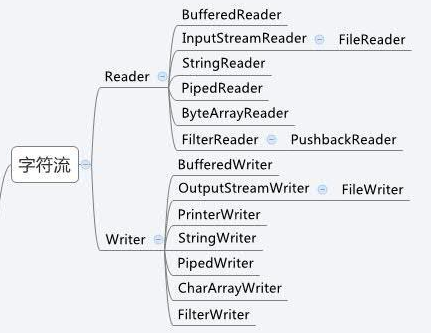 字符流
Reader
BufferedReader
InputStreamReader
FileReader
StringReader
PipedReader
ByteArrayReader
FilterReader
PushbackReader
Writer
BufferedWriter
OutputStreamWriter
FileWriter
PrinterWriter
StringWriter
PipedWriter
CharArrayWriter
FilterWriter